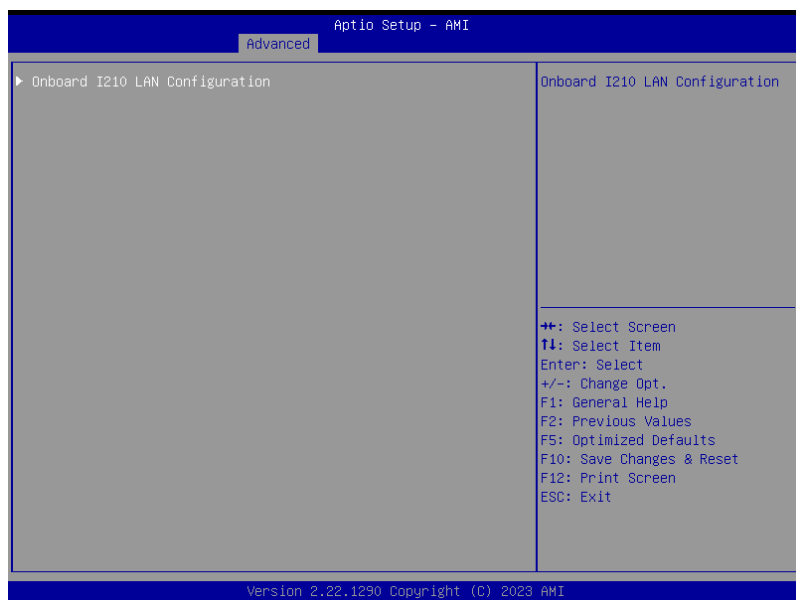 Aptio Setup – AMI
Advanced
▶ Onboard I210 LAN Configuration
Onboard I210 LAN Configuration
→←: Select Screen
↑↓: Select Item
Enter: Select
+/-: Change Opt.
F1: General Help
F2: Previous Values
F5: Optimized Defaults
F10: Save Changes & Reset
F12: Print Screen
ESC: Exit
Version 2.22.1290 Copyright (C) 2023 AMI